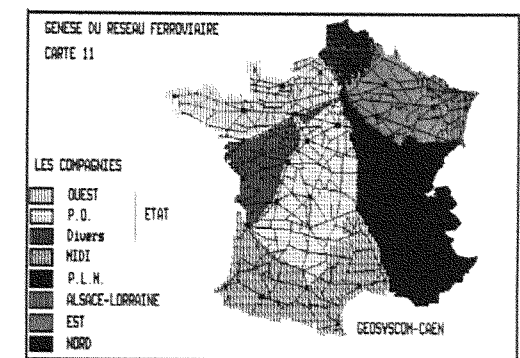 GENESE DU RESEAU FERROVIAIRE
CARTE 11
LES COMPAGNIES
OUEST
P.O.
ETAT
Divers
MIDI
P.L.M.
ALSACE-LORRAINE
EST
NORD
GEOSYSCOM-CAEN